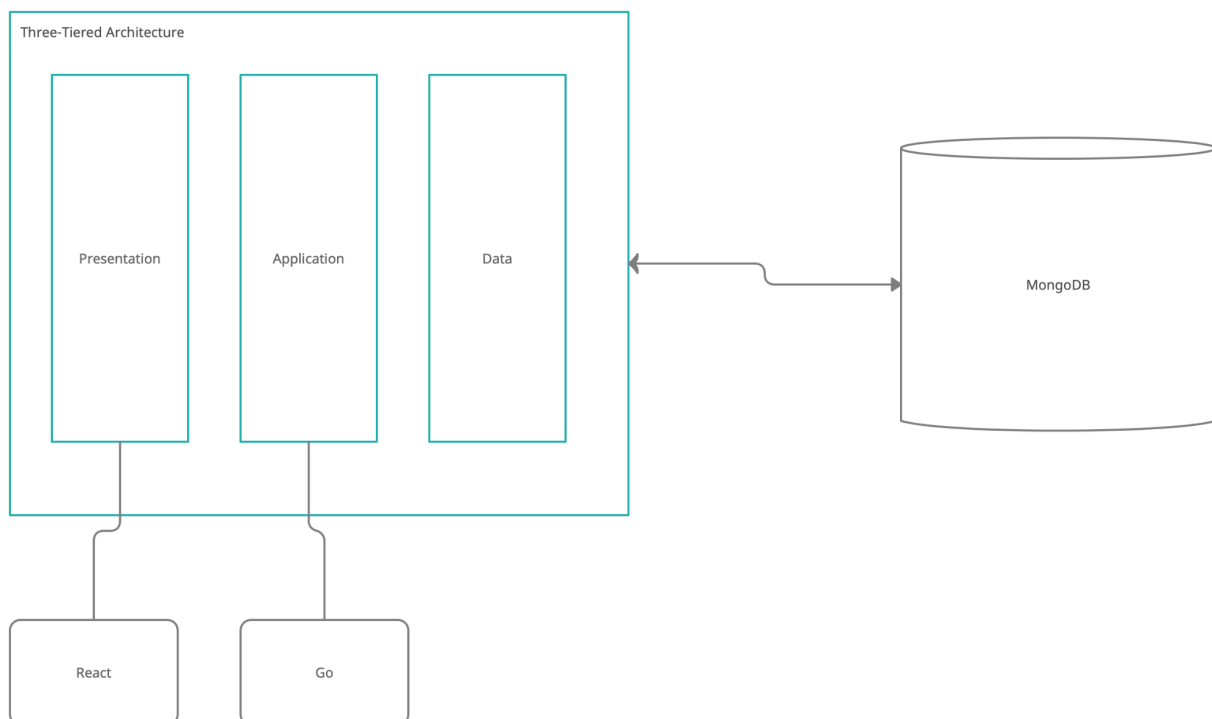 Three-Tiered Architecture
Presentation
Application
Data
MongoDB
React
Go